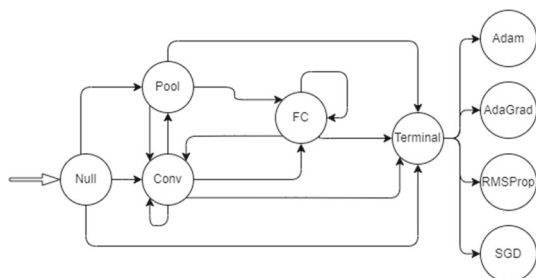 Adam
Pool
AdaGrad
FC
Terminal
Null
Conv
RMSProp
SGD